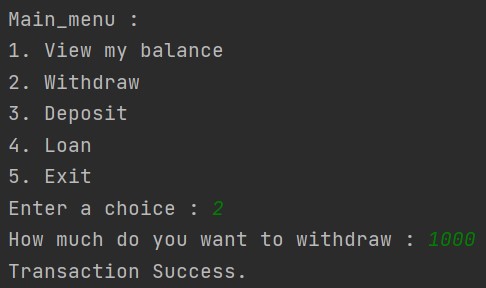 Main_menu :
1. View my balance
2. Withdraw
3. Deposit
4. Loan
5. Exit
Enter a choice : 2
How much do you want to withdraw : 1000
Transaction Success.